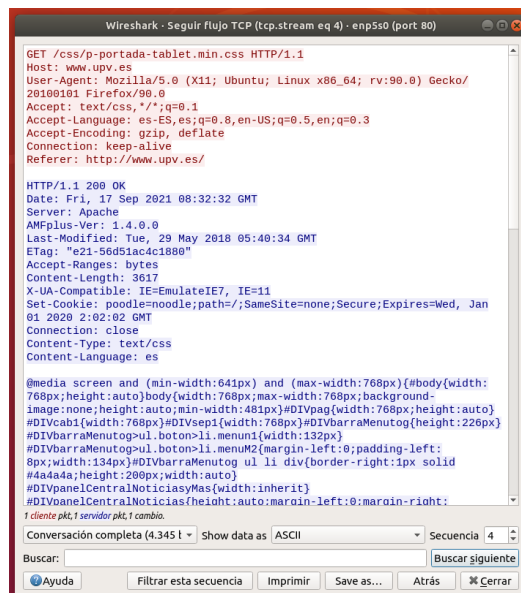 Wireshark · Seguir flujo TCP (tcp.stream eq 4) · enp5s0 (port 80)
GET /css/p-portada-tablet.min.css HTTP/1.1
Host: www.upv.es
User-Agent: Mozilla/5.0 (X11; Ubuntu; Linux x86_64; rv:90.0) Gecko/
20100101 Firefox/90.0
Accept: text/css,*/*;q=0.1
Accept-Language: es-ES,es;q=0.8,en-US;q=0.5,en;q=0.3
Accept-Encoding: gzip, deflate
Connection: keep-alive
Referer: http://www.upv.es/
HTTP/1.1 200 OK
Date: Fri, 17 Sep 2021 08:32:32 GMT
Server: Apache
AMFplus-Ver: 1.4.0.0
Last-Modified: Tue, 29 May 2018 05:40:34 GMT
ETag: "e21-56d51ac4c1880"
Accept-Ranges: bytes
Content-Length: 3617
X-UA-Compatible: IE=EmulateIE7, IE=11
Set-Cookie: poodle=noodle;path=/;SameSite=none;Secure;Expires=Wed, Jan
01 2020 2:02:02 GMT
Connection: close
Content-Type: text/css
Content-Language: es
@media screen and (min-width:641px) and (max-width:768px){#body{width:
768px;height:auto}body{width:768px;max-width:768px;background-
image:none;height:auto;min-width:481px}#DIVpag{width:768px;height:auto}
#DIVcab1{width:768px}#DIVsep1{width:768px}#DIVbarraMenutog{height:226px}
#DIVbarraMenutog>ul.boton>li.menun1{width:132px}
#DIVbarraMenutog>ul.boton>li.menuM2{margin-left:0;padding-left:
8px;width:134px}#DIVbarraMenutog ul li div{border-right:1px solid
#4a4a4a;height:200px;width:auto}
#DIVpanelCentralNoticiasyMas{width:inherit}
#DIVpanelCentralNoticias{height:auto;margin-left:0;margin-right:
1 cliente pkt,1 servidor pkt,1 cambio.
Conversación completa (4.345 b Show data as ASCII Secuencia 4
Buscar: Buscar siguiente
Ayuda Filtrar esta secuencia Imprimir Save as... Atrás Cerrar